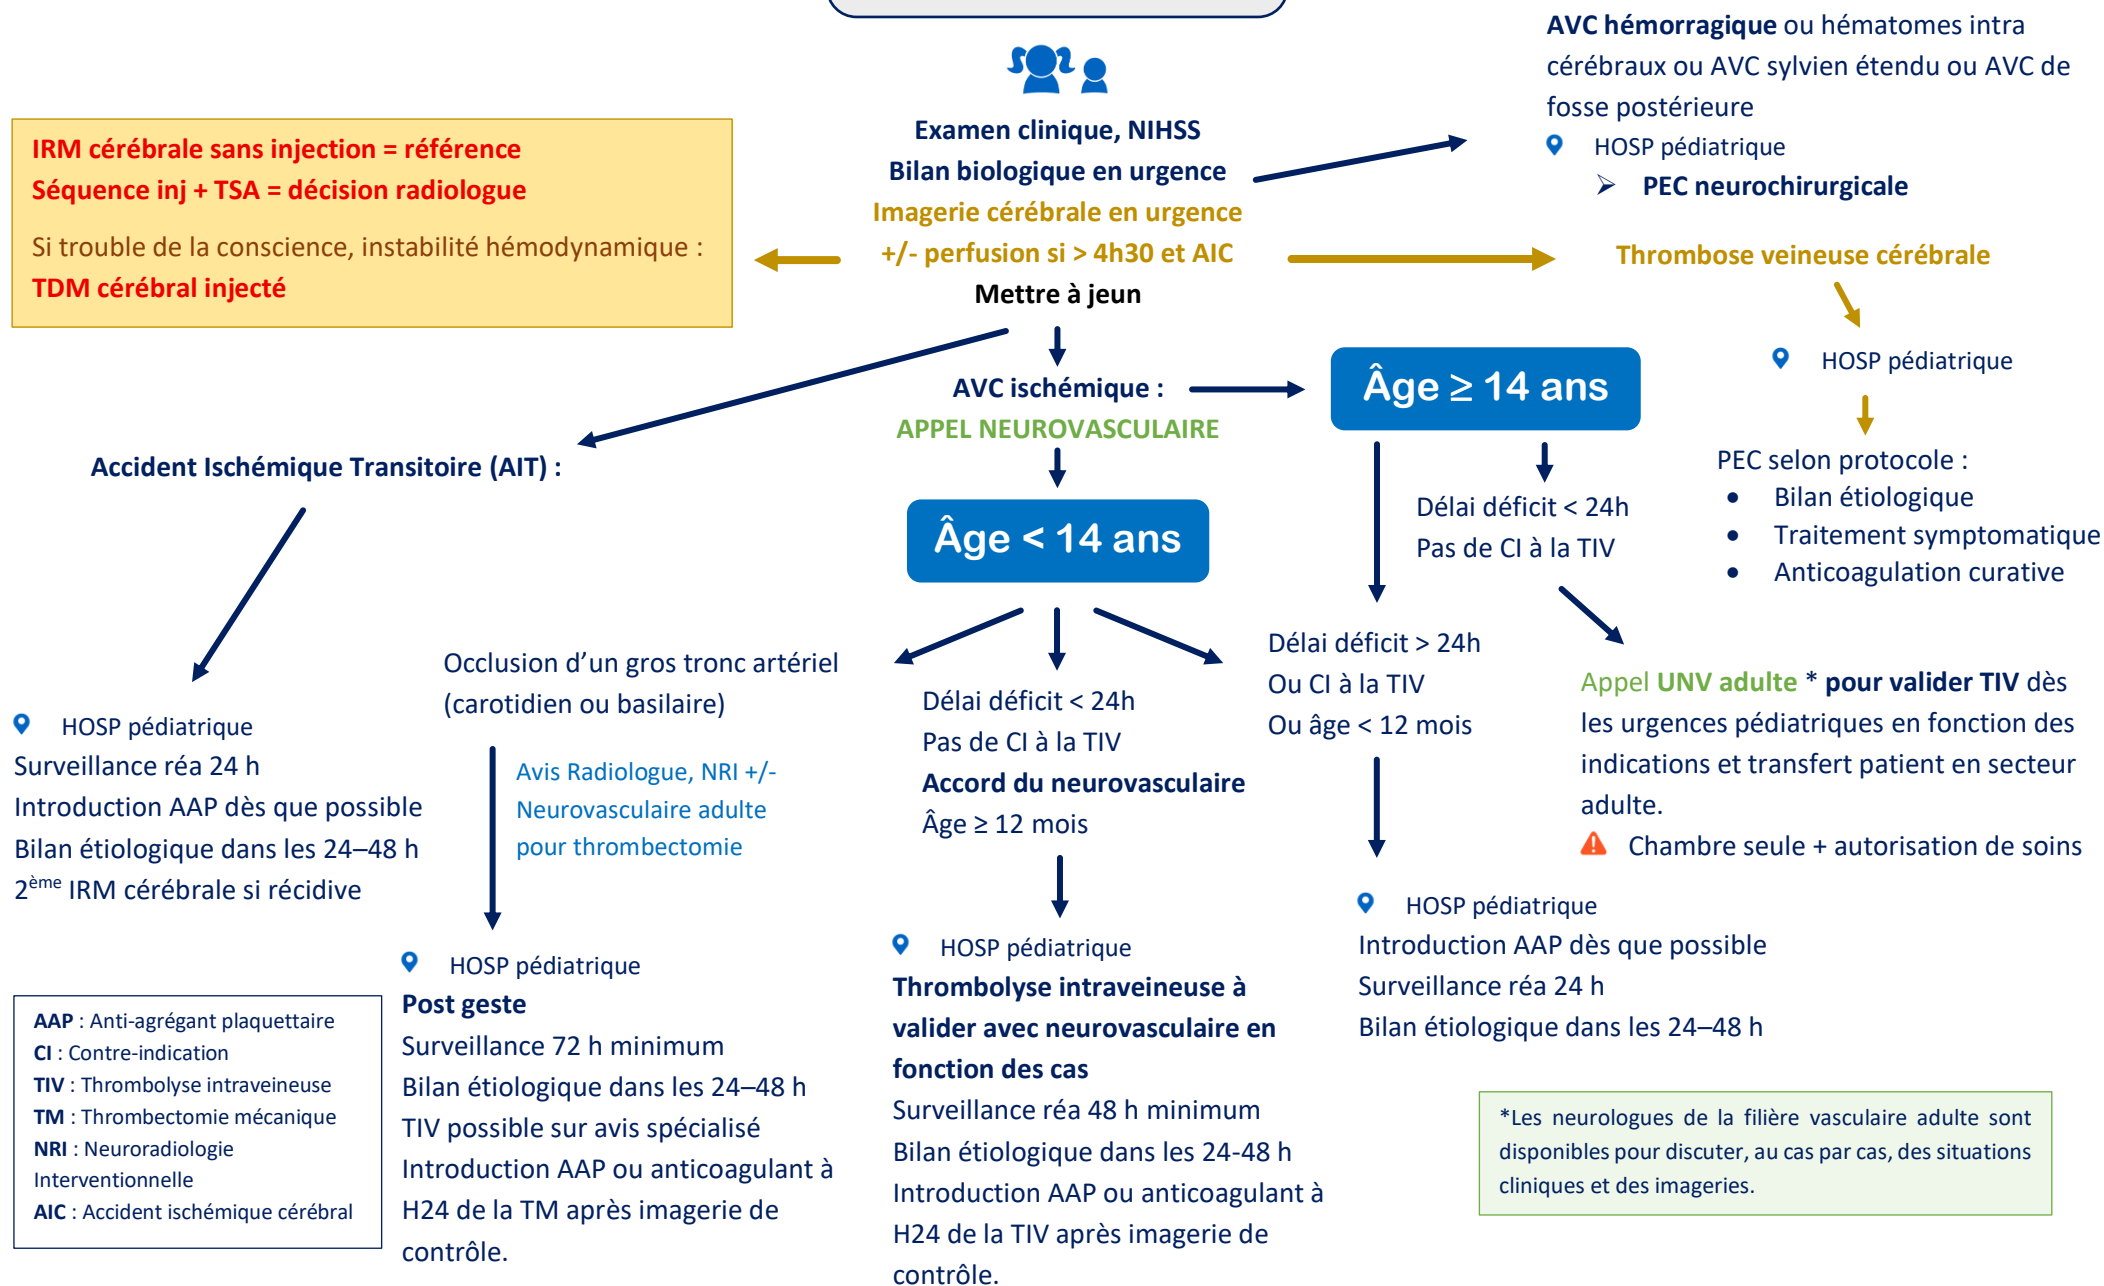 Examen clinique, NIHSS
Bilan biologique en urgence
Imagerie cérébrale en urgence
+/- perfusion si > 4h30 et AIC
Mettre à jeun
IRM cérébrale sans injection = référence
Séquence inj + TSA = décision radiologue
Si trouble de la conscience, instabilité hémodynamique :
TDM cérébral injecté
AVC hémorragique ou hématomes intra
cérébraux ou AVC sylvien étendu ou AVC de
fosse postérieure
HOSP pédiatrique
➢ PEC neurochirurgicale
Thrombose veineuse cérébrale
HOSP pédiatrique
PEC selon protocole :
• Bilan étiologique
• Traitement symptomatique
• Anticoagulation curative
AVC ischémique :
APPEL NEUROVASCULAIRE
Âge ≥ 14 ans
Délai déficit < 24h
Pas de CI à la TIV
Appel UNV adulte * pour valider TIV dès
les urgences pédiatriques en fonction des
indications et transfert patient en secteur
adulte.
Chambre seule + autorisation de soins
Accident Ischémique Transitoire (AIT) :
HOSP pédiatrique
Surveillance réa 24 h
Introduction AAP dès que possible
Bilan étiologique dans les 24–48 h
2ème IRM cérébrale si récidive
Âge < 14 ans
Occlusion d’un gros tronc artériel
(carotidien ou basilaire)
Avis Radiologue, NRI +/-
Neurovasculaire adulte
pour thrombectomie
HOSP pédiatrique
Post geste
Surveillance 72 h minimum
Bilan étiologique dans les 24–48 h
TIV possible sur avis spécialisé
Introduction AAP ou anticoagulant à
H24 de la TM après imagerie de
contrôle.
Délai déficit < 24h
Pas de CI à la TIV
Accord du neurovasculaire
Âge ≥ 12 mois
HOSP pédiatrique
Thrombolyse intraveineuse à
valider avec neurovasculaire en
fonction des cas
Surveillance réa 48 h minimum
Bilan étiologique dans les 24-48 h
Introduction AAP ou anticoagulant à
H24 de la TIV après imagerie de
contrôle.
Délai déficit > 24h
Ou CI à la TIV
Ou âge < 12 mois
HOSP pédiatrique
Introduction AAP dès que possible
Surveillance réa 24 h
Bilan étiologique dans les 24–48 h
AAP : Anti-agrégant plaquettaire
CI : Contre-indication
TIV : Thrombolyse intraveineuse
TM : Thrombectomie mécanique
NRI : Neuroradiologie
Interventionnelle
AIC : Accident ischémique cérébral
*Les neurologues de la filière vasculaire adulte sont
disponibles pour discuter, au cas par cas, des situations
cliniques et des imageries.